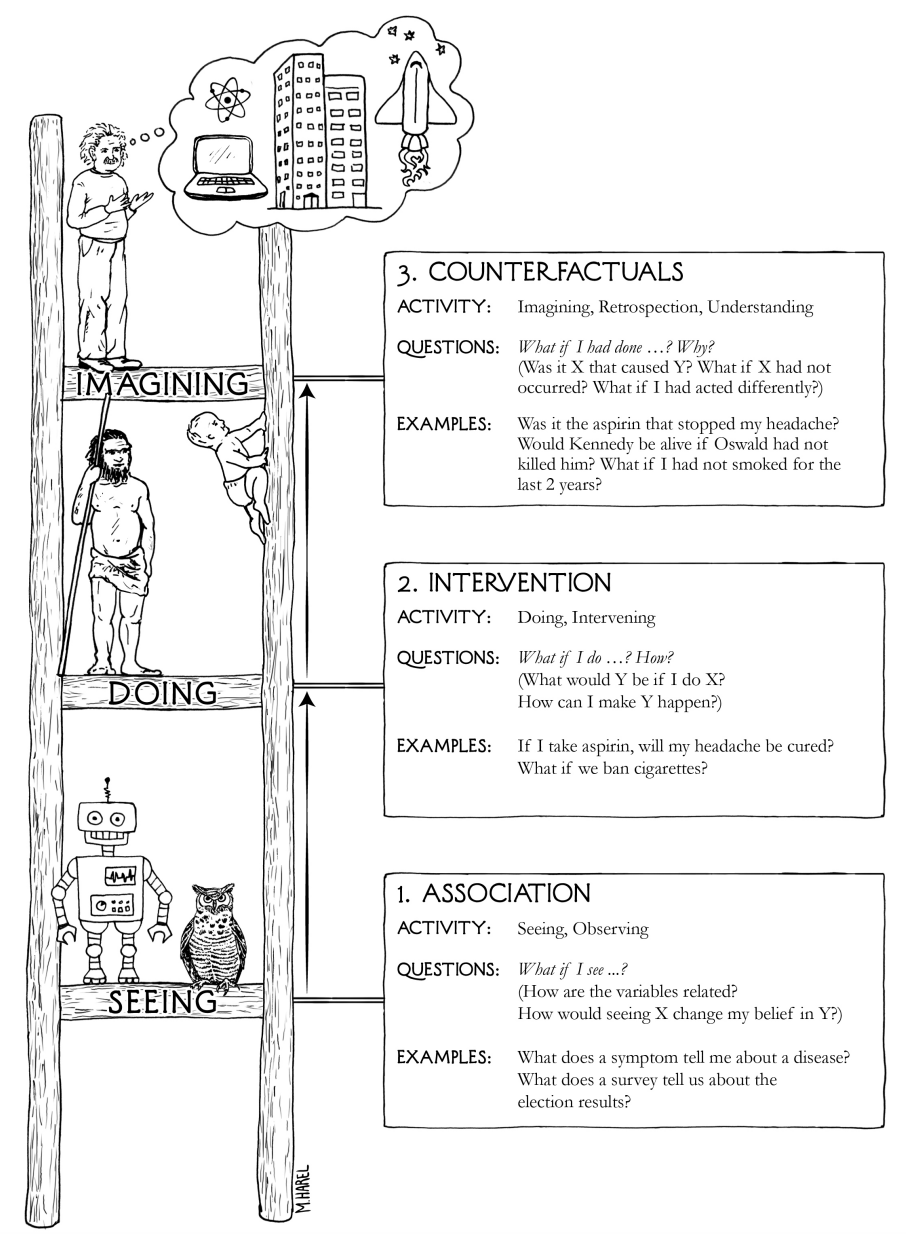 3. COUNTERFACTUALS
ACTIVITY: Imagining, Retrospection, Understanding
QUESTIONS: What if I had done …? Why?
(Was it X that caused Y? What if X had not
occurred? What if I had acted differently?)
EXAMPLES: Was it the aspirin that stopped my headache?
Would Kennedy be alive if Oswald had not
killed him? What if I had not smoked for the
last 2 years?
IMAGINING
2. INTERVENTION
ACTIVITY: Doing, Intervening
QUESTIONS: What if I do …? How?
(What would Y be if I do X?
How can I make Y happen?)
EXAMPLES: If I take aspirin, will my headache be cured?
What if we ban cigarettes?
DOING
1. ASSOCIATION
ACTIVITY: Seeing, Observing
QUESTIONS: What if I see ...?
(How are the variables related?
How would seeing X change my belief in Y?)
EXAMPLES: What does a symptom tell me about a disease?
What does a survey tell us about the
election results?
SEEING
M.HAREL